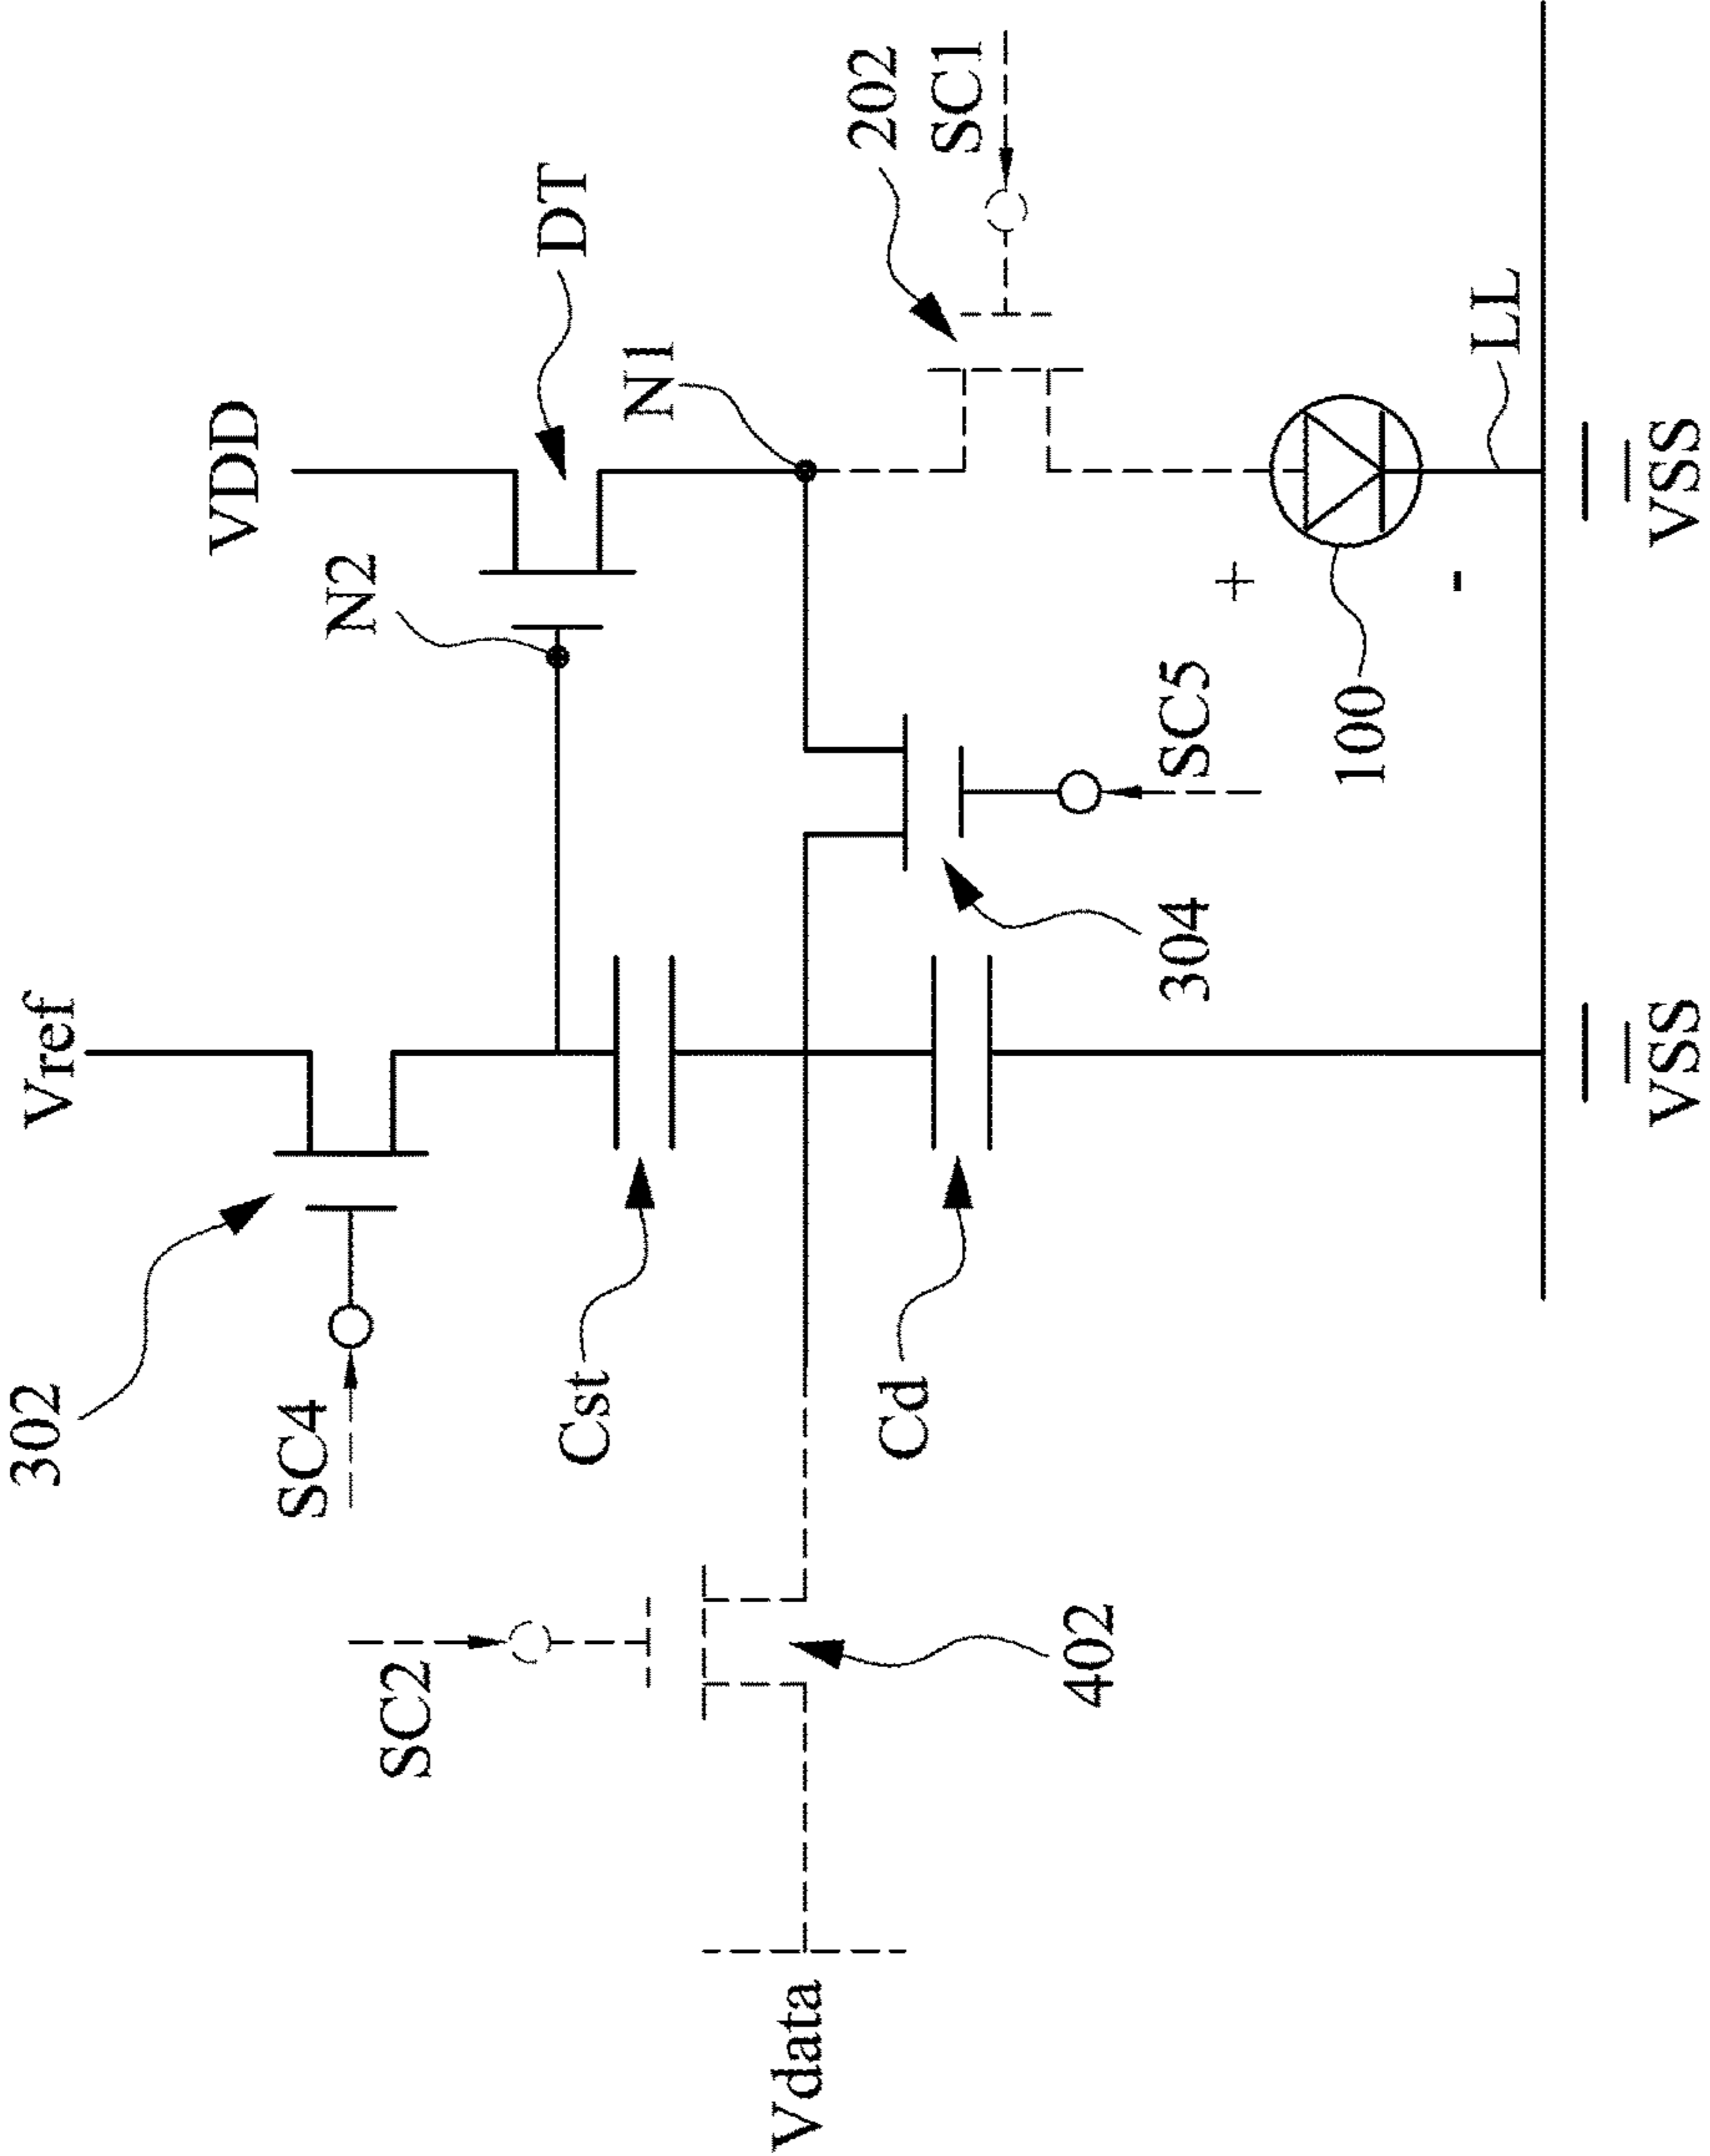 302
Vref
VDD
SC4
N2
SC2
DT
Cst
N1
Vdata
202
Cd
SC1
402
304
SC5
+
100
-
LL
VSS
VSS